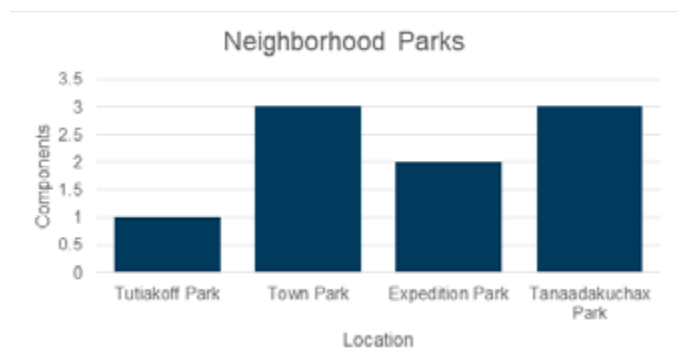 Neighborhood Parks
3.5
3
2.5
2
1.5
1
0.5
0
Components
Tutiakoff Park
Town Park
Expedition Park
Tanaadakuchax
Park
Location